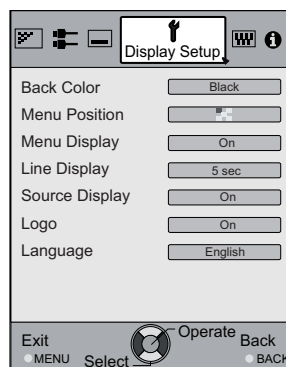 Display Setup
Back Color Black
Menu Position
Menu Display On
Line Display 5 sec
Source Display On
Logo On
Language English
Exit Operate Back
MENU Select BACK